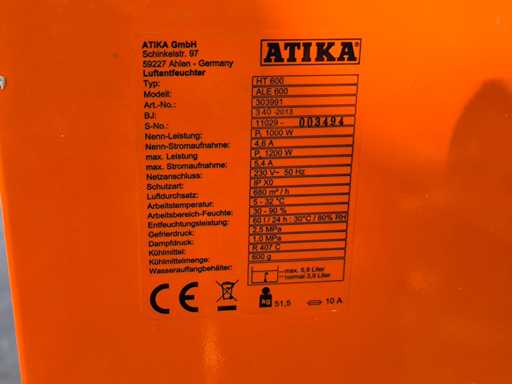 ATIKA GmbH
Schinkelstr. 97
59227 Ahlen - Germany
Luftentfeuchter
ATIKA
Typ: HT 600
Modell: ALE 600
Art.-No.: 303991
BJ: 3.40 -2013
S-No.: 11029 - 003494
Nenn-Leistung: P₁ 1000 W
Nenn-Stromaufnahme: 4,6 A
max. Leistung P 1200 W
max. Stromaufnahme: 5,4 A
Netzanschluss: 230 V~ 50 Hz
Schutzart: IP X0
Luftdurchsatz: 680 m³ / h
Arbeitstemperatur: 5 - 32 °C
Arbeitsbereich-Feuchte: 30 - 90 %
Entfeuchtungsleistung: 60 l / 24 h : 30°C / 80% RH
Gefrierdruck: 2.5 MPa
Dampfdruck: 1.0 MPa
Kühlmittel: R 407 C
Kühlmittelmenge: 600 g
Wasserauffangbehälter: max. 5,9 Liter
normal 3,9 Liter
CE KG 51,5 10 A